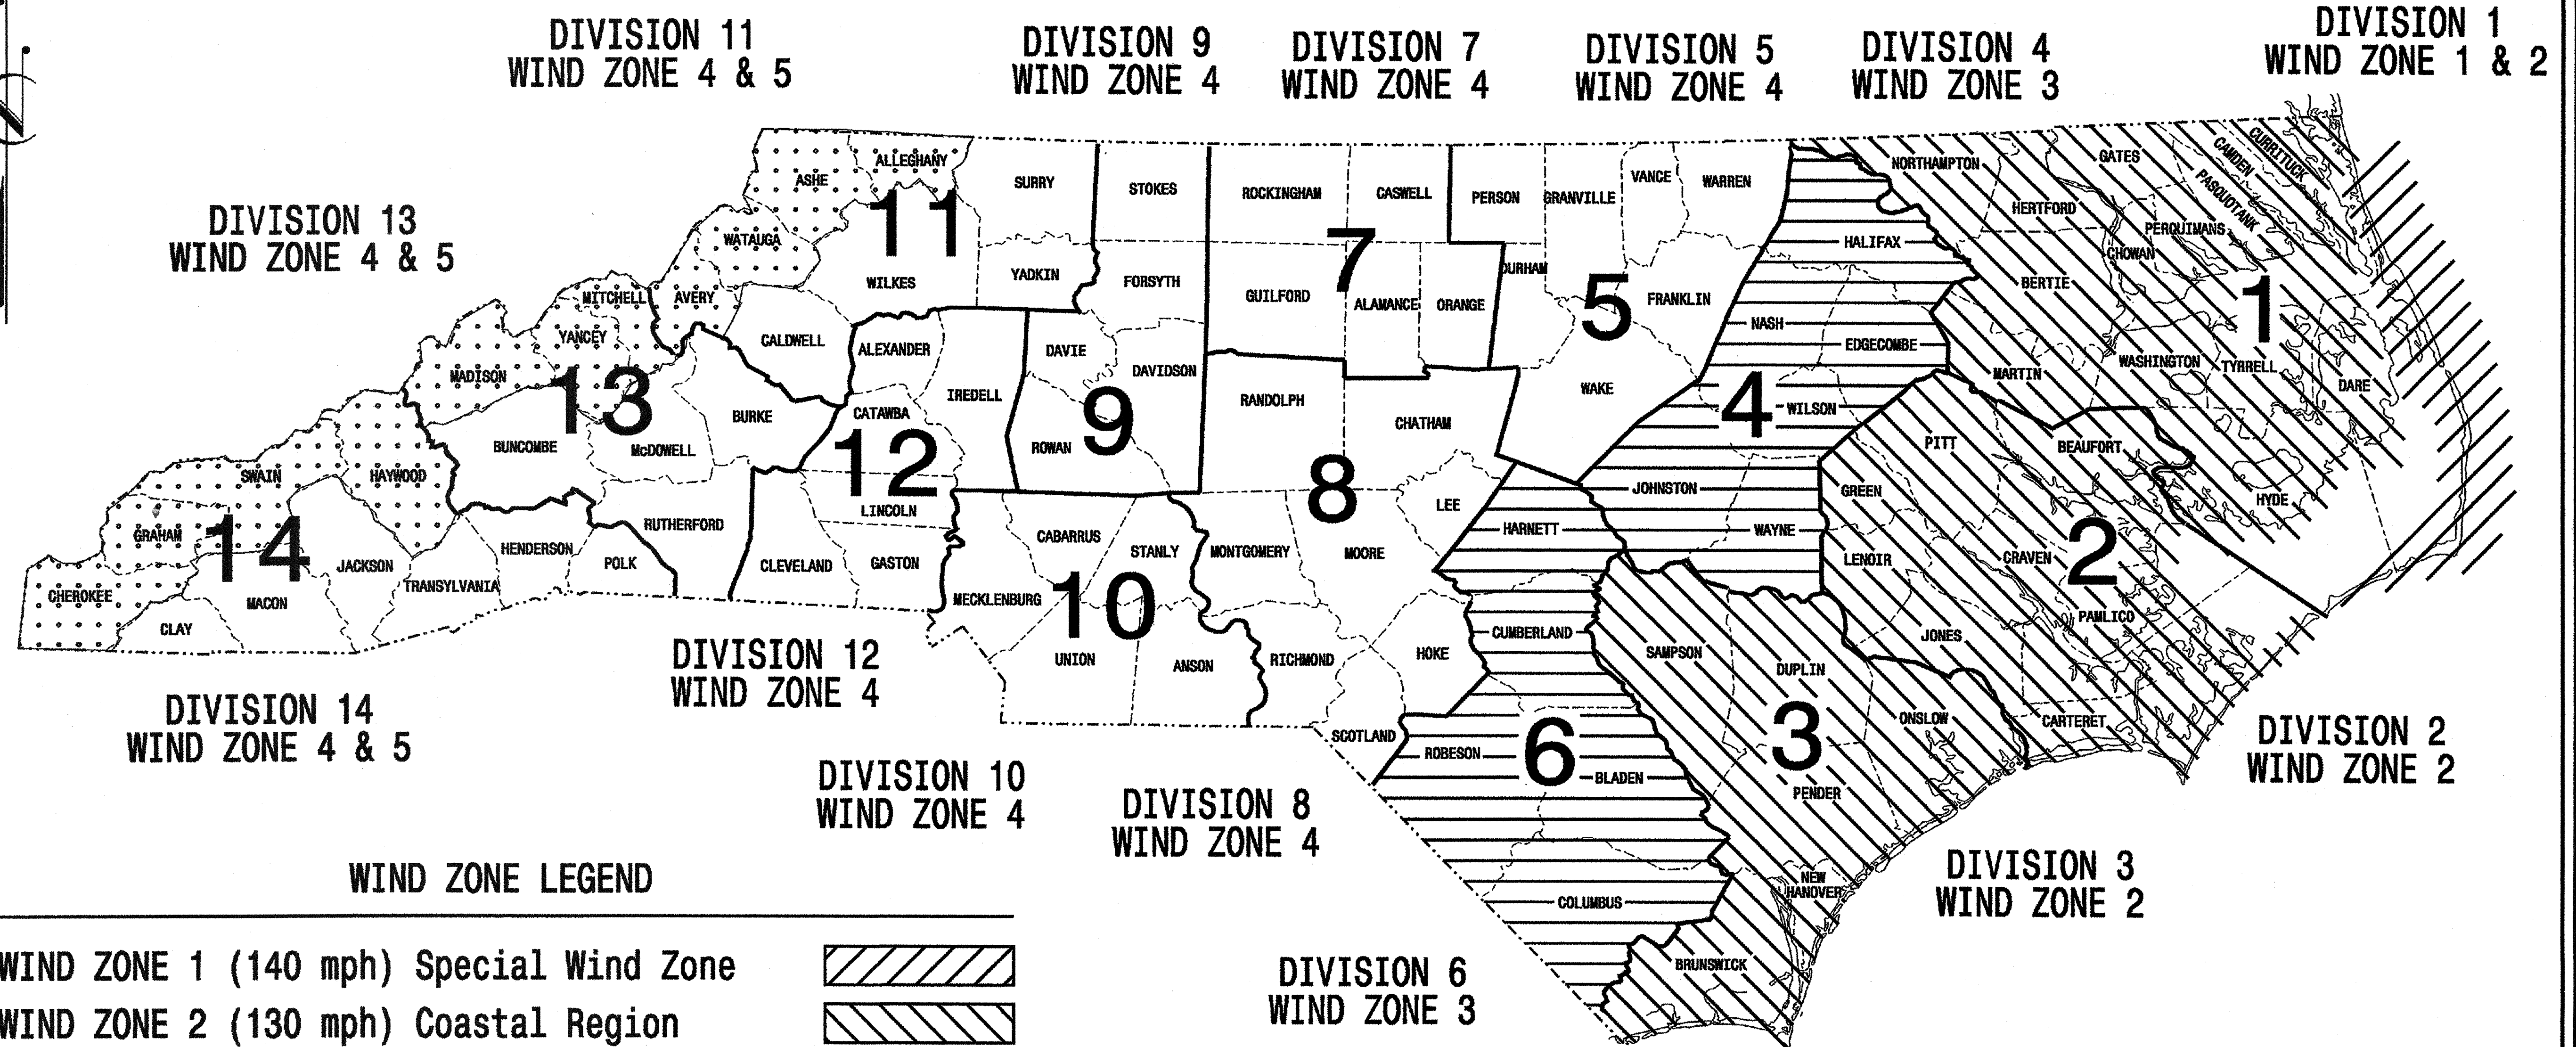 N
DIVISION 11
WIND ZONE 4 & 5
DIVISION 9
WIND ZONE 4
DIVISION 7
WIND ZONE 4
DIVISION 5
WIND ZONE 4
DIVISION 4
WIND ZONE 3
DIVISION 1
WIND ZONE 1 & 2
DIVISION 13
WIND ZONE 4 & 5
ASHE
ALLEGHANY
SURRY
WATAUGA
11
WILKES
YADKIN
AVERY
CALDWELL
STOKES
FORSYTH
DAVIE
DAVIDSON
ROWAN
9
ROCKINGHAM
CASWELL
7
GUILFORD
ALAMANCE
ORANGE
PERSON
GRANVILLE
VANCE
WARREN
DURHAM
FRANKLIN
5
WAKE
HALIFAX
NASH
EDGECOMBE
4
WILSON
JOHNSTON
WAYNE
NORTHAMPTON
GATES
CAMDEN
CURRITUCK
PASQUOTANK
HERTFORD
PERQUIMANS
CHOWAN
BERTIE
1
MARTIN
WASHINGTON
TYRRELL
DARE
HYDE
MITCHELL
YANCEY
MADISON
13
BUNCOMBE
McDOWELL
BURKE
RUTHERFORD
ALEXANDER
IREDELL
CATAWBA
12
LINCOLN
CLEVELAND
GASTON
SWAIN
HAYWOOD
GRAHAM
14
JACKSON
HENDERSON
POLK
TRANSYLVANIA
CHEROKEE
MACON
CLAY
CABARRUS
STANLY
MECKLENBURG
10
UNION
ANSON
RANDOLPH
CHATHAM
8
LEE
MONTGOMERY
MOORE
RICHMOND
HOKE
SCOTLAND
HARNETT
CUMBERLAND
ROBESON
6
BLADEN
COLUMBUS
PITT
BEAUFORT
GREEN
LENOIR
CRAVEN
2
PAMLICO
JONES
CARTERET
SAMPSON
DUPLIN
3
ONSLOW
PENDER
NEW
HANOVER
BRUNSWICK
DIVISION 14
WIND ZONE 4 & 5
DIVISION 12
WIND ZONE 4
DIVISION 10
WIND ZONE 4
DIVISION 8
WIND ZONE 4
DIVISION 6
WIND ZONE 3
DIVISION 3
WIND ZONE 2
DIVISION 2
WIND ZONE 2
WIND ZONE LEGEND
WIND ZONE 1 (140 mph) Special Wind Zone
WIND ZONE 2 (130 mph) Coastal Region